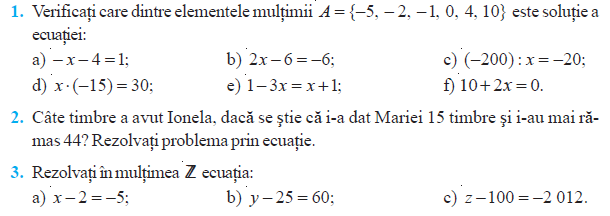 1. Verificați care dintre elementele mulțimii A = {−5, −2, −1, 0, 4, 10} este soluție a
ecuației:
a) −x−4=1; b) 2x−6=−6; c) (−200) : x=−20;
d) x·(−15)=30; e) 1−3x=x+1; f) 10+2x=0.
2. Câte timbre a avut Ionela, dacă se știe că i-a dat Mariei 15 timbre și i-au mai ră-
mas 44? Rezolvați problema prin ecuație.
3. Rezolvați în mulțimea ℤ ecuația:
a) x−2=−5; b) y−25=60; c) z−100=−2 012.